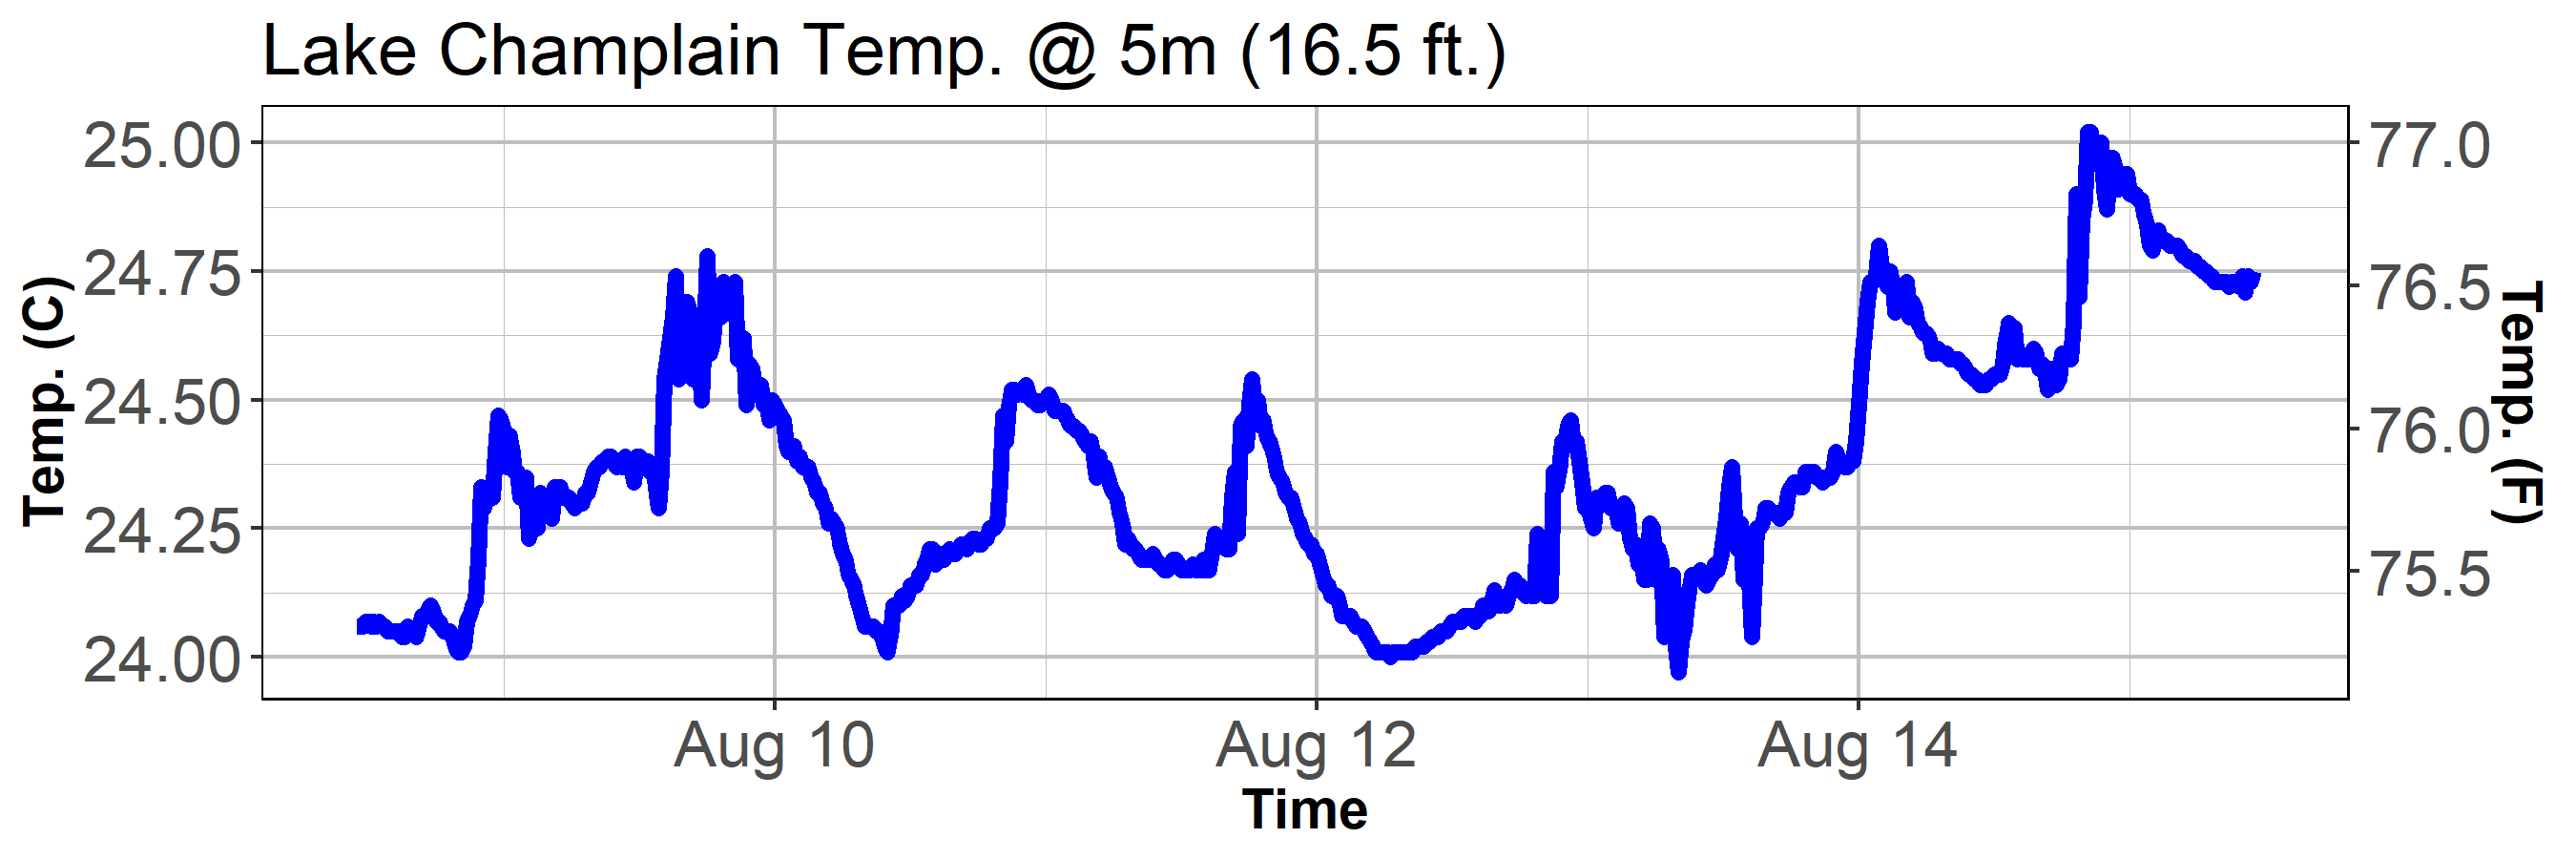 Lake Champlain Temp. @ 5m (16.5 ft.)
Temp. (C)
25.00
24.75
24.50
24.25
24.00
77.0
76.5
76.0
75.5
Temp. (F)
Aug 10
Aug 12
Aug 14
Time